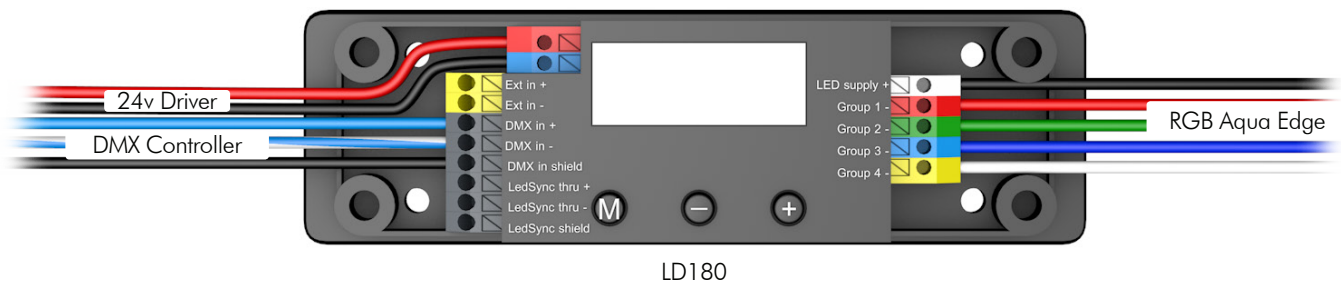 24v Driver
DMX Controller
Ext in +
Ext in -
DMX in +
DMX in -
DMX in shield
LedSync thru +
LedSync thru -
LedSync shield
M
−
+
LED supply +
Group 1 -
Group 2 -
Group 3 -
Group 4 -
RGB Aqua Edge
LD180